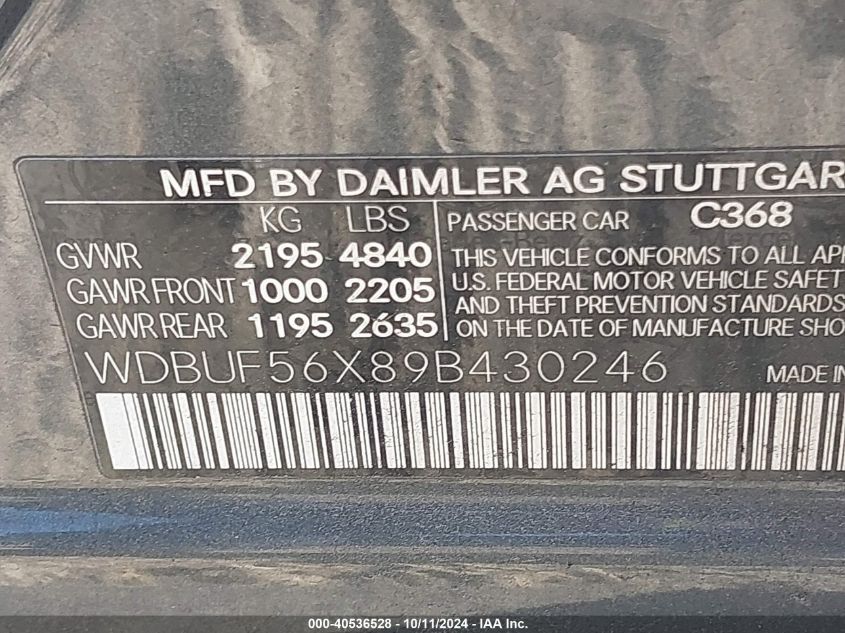 MFD BY DAIMLER AG STUTTGAR
KG LBS
GVWR 2195 4840
GAWR FRONT 1000 2205
GAWR REAR 1195 2635
PASSENGER CAR C368
THIS VEHICLE CONFORMS TO ALL AP
U.S. FEDERAL MOTOR VEHICLE SAFET
AND THEFT PREVENTION STANDARDS
ON THE DATE OF MANUFACTURE SHO
WDBUF56X89B430246 MADE IN
000-40536528 - 10/11/2024 - IAA Inc.